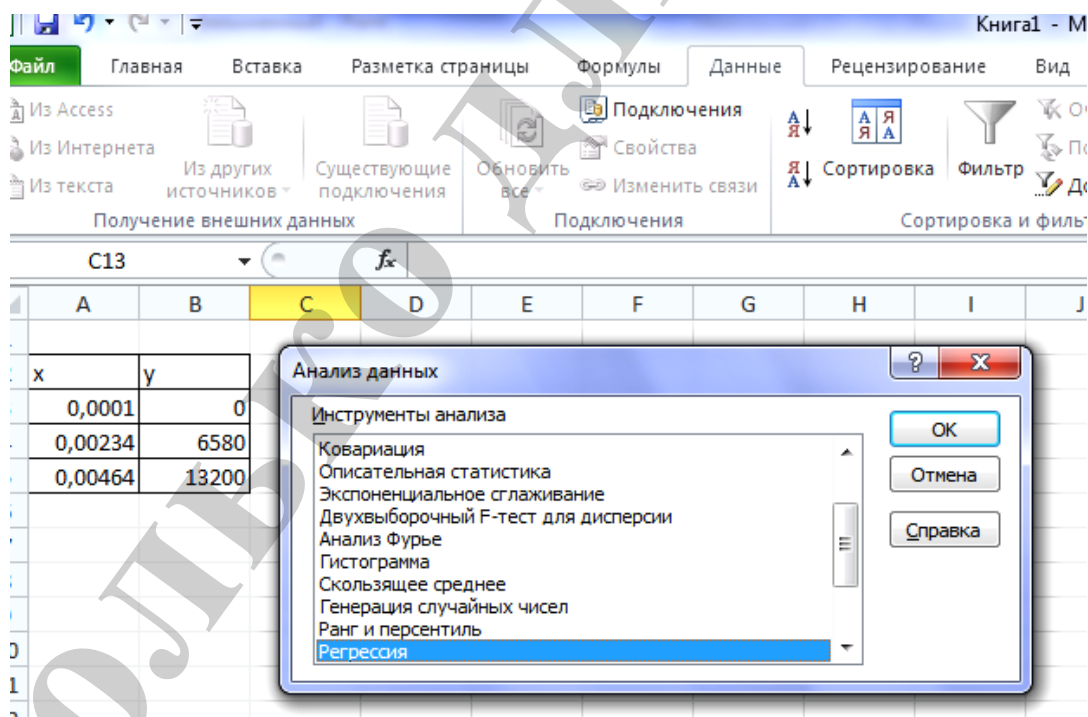 Книга1 - M
Файл Главная Вставка Разметка страницы Формулы Данные Рецензирование Вид
Из Access
Из Интернета
Из текста
Из других источников
Существующие подключения
Получение внешних данных
Обновить все
Подключения
Свойства
Изменить связи
Подключения
Сортировка
Фильтр
Сортировка и филь
C13
fx
A B C D E F G H I J
x y
0,0001 0
0,00234 6580
0,00464 13200
Анализ данных
Инструменты анализа
Ковариация
Описательная статистика
Экспоненциальное сглаживание
Двухвыборочный F-тест для дисперсии
Анализ Фурье
Гистограмма
Скользящее среднее
Генерация случайных чисел
Ранг и персентиль
Регрессия
OK
Отмена
Справка